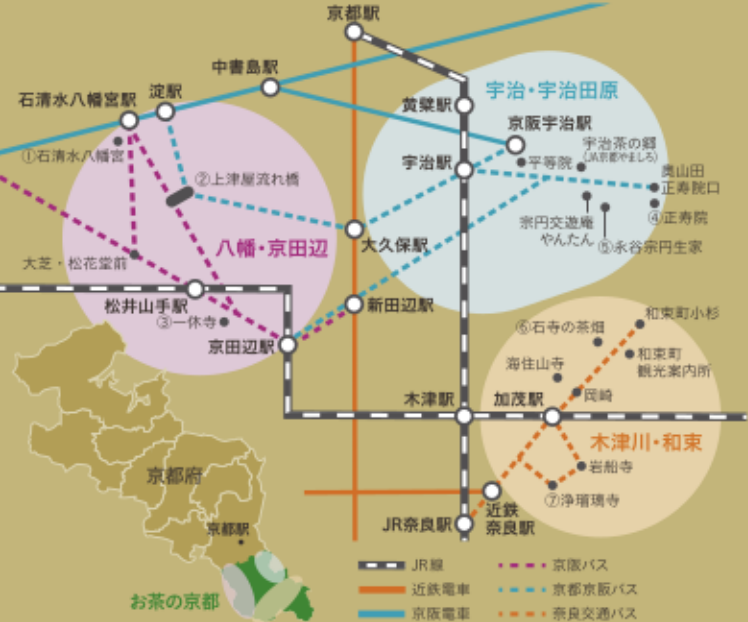 京都駅
中書島駅
淀駅
石清水八幡宮駅
①石清水八幡宮
②上津屋流れ橋
八幡・京田辺
大芝・松花堂前
松井山手駅
③一休寺
京田辺駅
宇治・宇治田原
黄檗駅
京阪宇治駅
宇治駅
平等院
宇治茶の郷
(JA京都やましろ)
奥山田
正寿院口
④正寿院
宗円交遊庵
やんたん
⑤永谷宗円生家
大久保駅
新田辺駅
和束町小杉
⑥石寺の茶畑
和束町
観光案内所
海住山寺
岡崎
木津駅
加茂駅
木津川・和束
岩船寺
⑦浄瑠璃寺
近鉄
奈良駅
JR奈良駅
京都府
京都駅
お茶の京都
JR線
近鉄電車
京阪電車
京阪バス
京都京阪バス
奈良交通バス